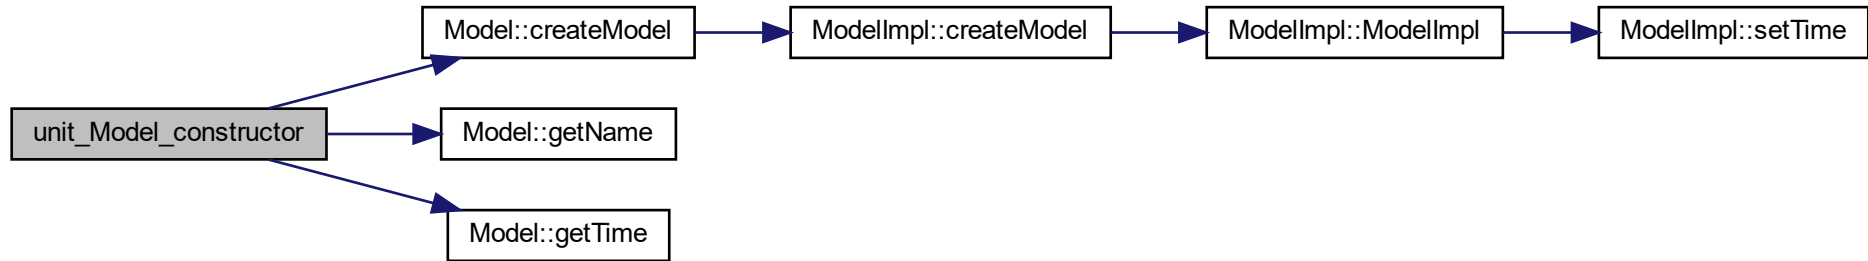 Model::createModel
ModelImpl::createModel
ModelImpl::ModelImpl
ModelImpl::setTime
unit_Model_constructor
Model::getName
Model::getTime